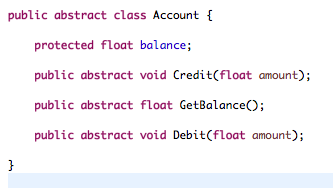 public abstract class Account {
protected float balance;
public abstract void Credit(float amount);
public abstract float GetBalance();
public abstract void Debit(float amount);
}